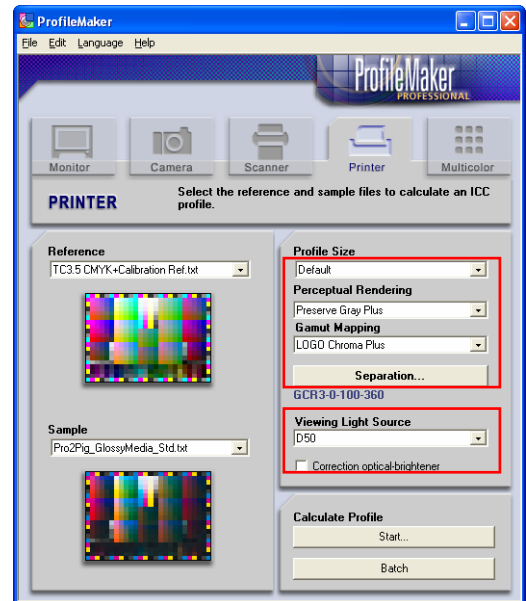 ProfileMaker
File Edit Language Help
ProfileMaker
PROFESSIONAL
Monitor Camera Scanner Printer Multicolor
PRINTER
Select the reference and sample files to calculate an ICC
profile.
Reference
TC3.5 CMYK+Calibration Ref.txt
Sample
Pro2Pig_GlossyMedia_Std.txt
Profile Size
Default
Perceptual Rendering
Preserve Gray Plus
Gamut Mapping
LOGO Chroma Plus
Separation...
GCR3-0-100-360
Viewing Light Source
D50
Correction optical-brightener
Calculate Profile
Start...
Batch